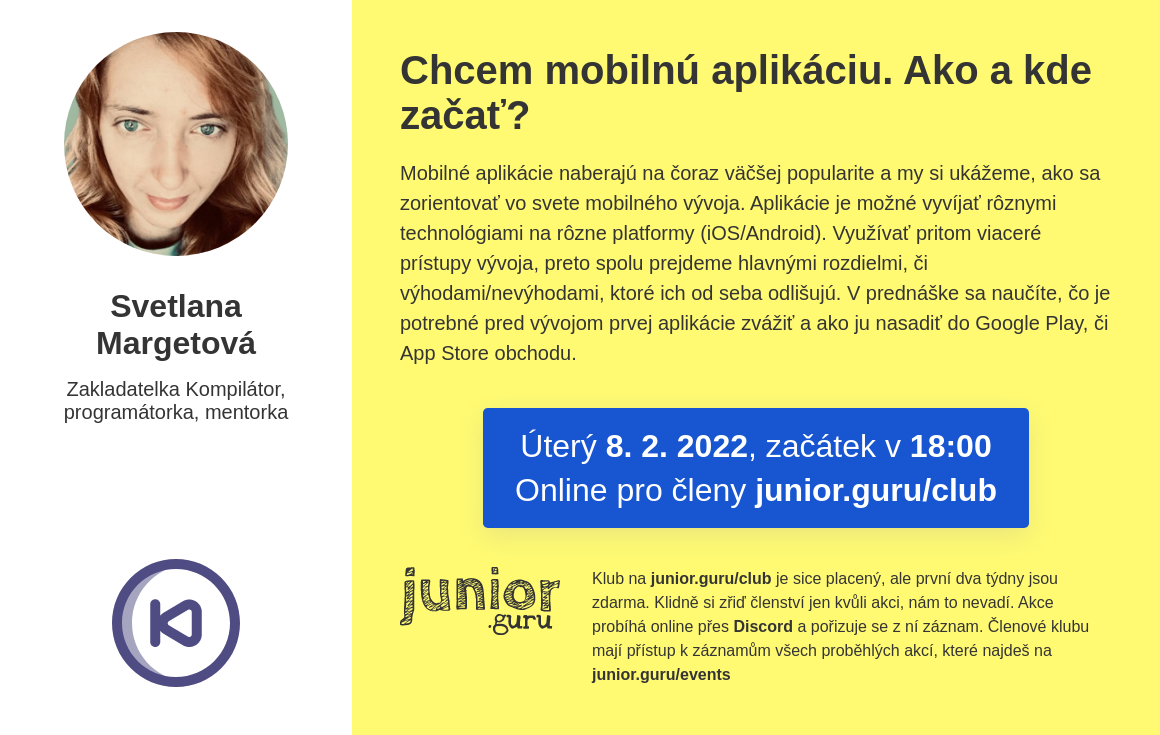 Svetlana
Margetová
Zakladatelka Kompilátor,
programátorka, mentorka
Chcem mobilnú aplikáciu. Ako a kde
začať?
Mobilné aplikácie naberajú na čoraz väčšej popularite a my si ukážeme, ako sa
zorientovať vo svete mobilného vývoja. Aplikácie je možné vyvíjať rôznymi
technológiami na rôzne platformy (iOS/Android). Využívať pritom viaceré
prístupy vývoja, preto spolu prejdeme hlavnými rozdielmi, či
výhodami/nevýhodami, ktoré ich od seba odlišujú. V prednáške sa naučíte, čo je
potrebné pred vývojom prvej aplikácie zvážiť a ako ju nasadiť do Google Play, či
App Store obchodu.
Úterý 8. 2. 2022, začátek v 18:00
Online pro členy junior.guru/club
junior
.guru
Klub na junior.guru/club je sice placený, ale první dva týdny jsou
zdarma. Klidně si zřiď členství jen kvůli akci, nám to nevadí. Akce
probíhá online přes Discord a pořizuje se z ní záznam. Členové klubu
mají přístup k záznamům všech proběhlých akcí, které najdeš na
junior.guru/events